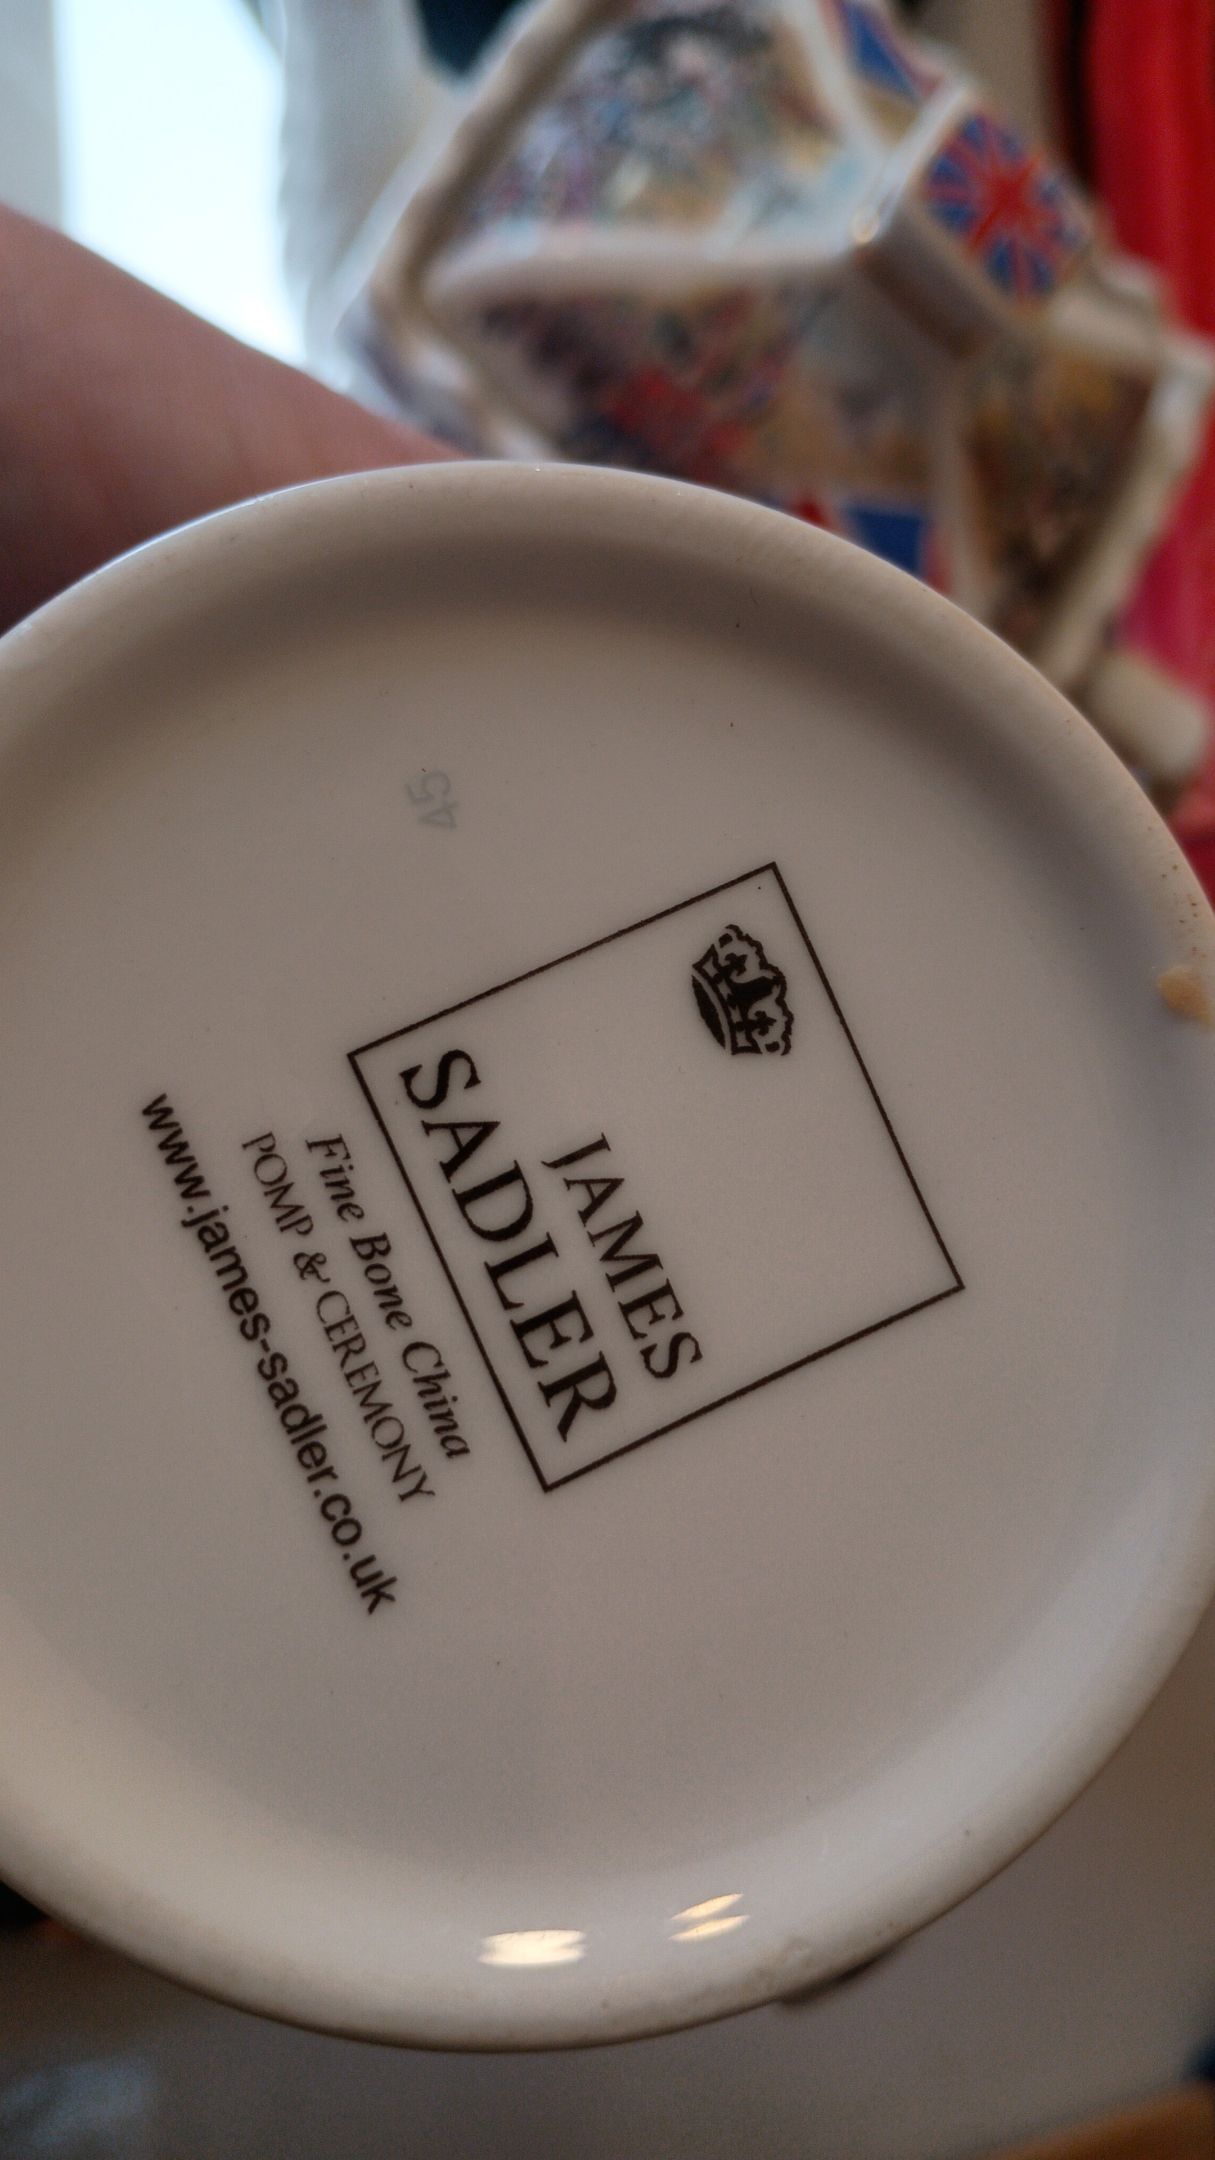 JAMES
SADLER
Fine Bone China
POMP & CEREMONY
www.james-sadler.co.uk
45